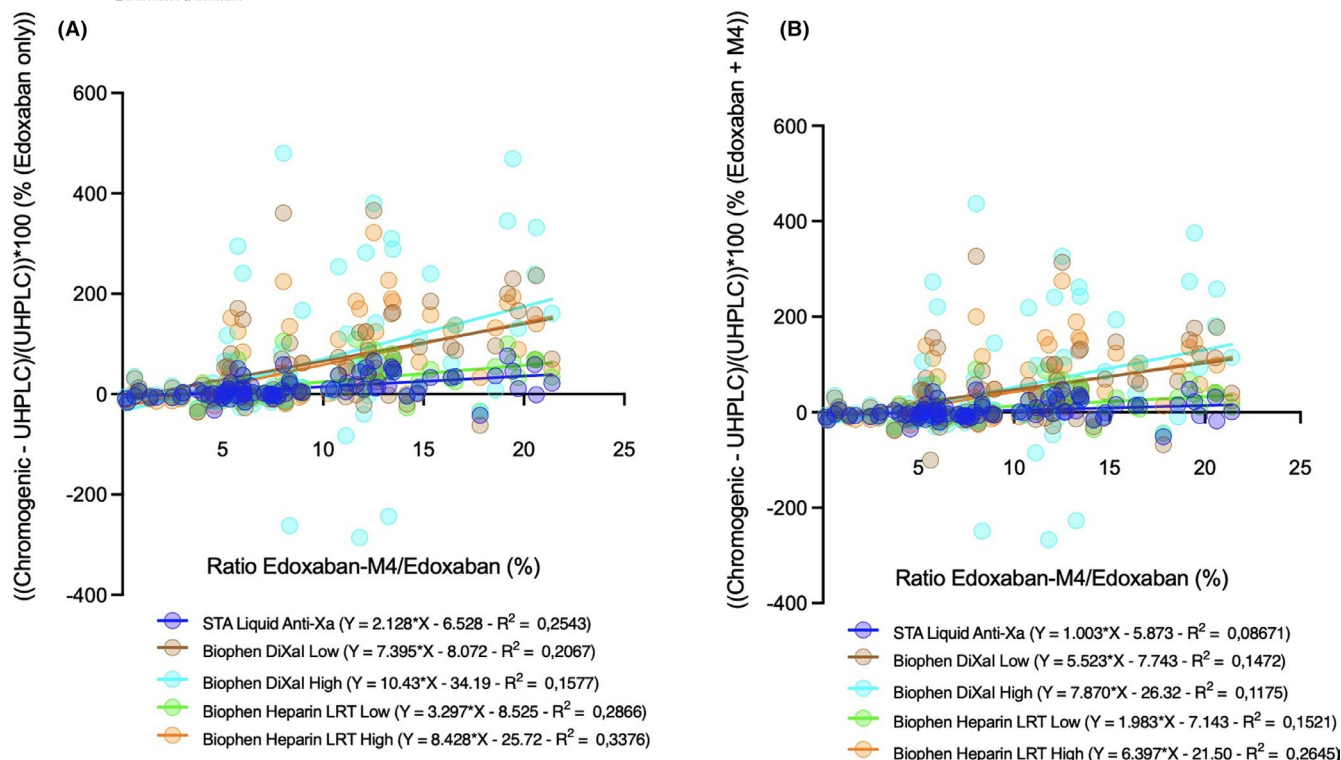 (A)
((Chromogenic - UHPLC)/(UHPLC))*100 (% (Edoxaban only))
600
400
200
0
-200
-400
5
10
15
20
25
Ratio Edoxaban-M4/Edoxaban (%)
STA Liquid Anti-Xa (Y = 2.128*X - 6.528 - R² = 0,2543)
Biophen DiXaI Low (Y = 7.395*X - 8.072 - R² = 0,2067)
Biophen DiXaI High (Y = 10.43*X - 34.19 - R² = 0,1577)
Biophen Heparin LRT Low (Y = 3.297*X - 8.525 - R² = 0,2866)
Biophen Heparin LRT High (Y = 8.428*X - 25.72 - R² = 0,3376)
(B)
((Chromogenic - UHPLC)/(UHPLC))*100 (% (Edoxaban + M4))
600
400
200
0
-200
-400
5
10
15
20
25
Ratio Edoxaban-M4/Edoxaban (%)
STA Liquid Anti-Xa (Y = 1.003*X - 5.873 - R² = 0,08671)
Biophen DiXaI Low (Y = 5.523*X - 7.743 - R² = 0,1472)
Biophen DiXaI High (Y = 7.870*X - 26.32 - R² = 0,1175)
Biophen Heparin LRT Low (Y = 1.983*X - 7.143 - R² = 0,1521)
Biophen Heparin LRT High (Y = 6.397*X - 21.50 - R² = 0.2645)